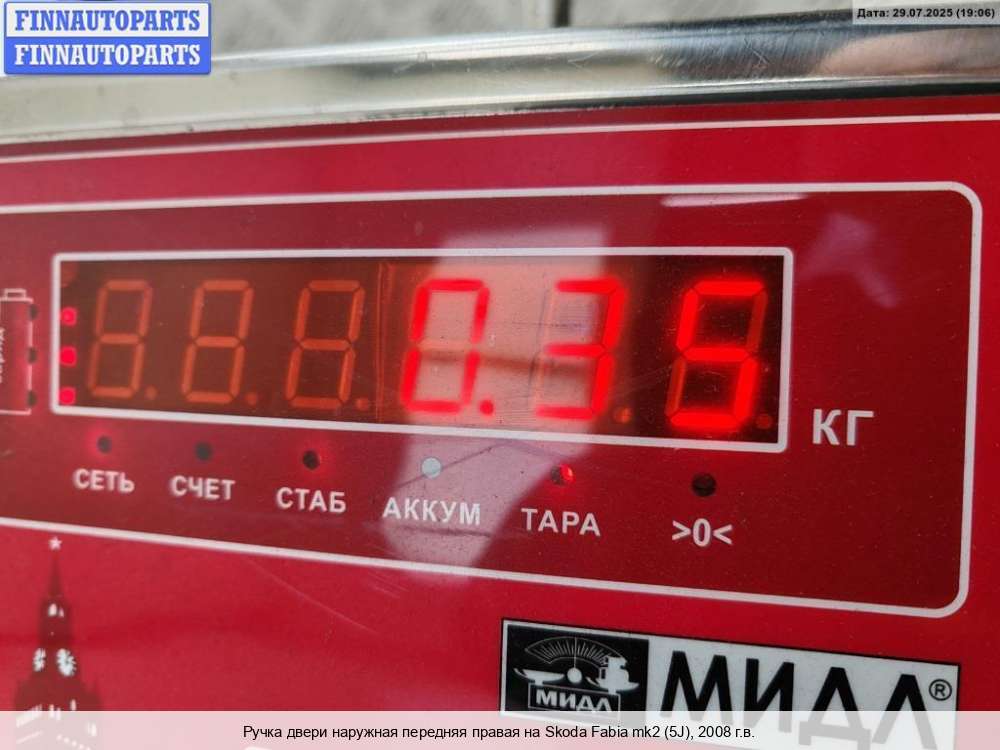 FINNAUTOPARTS
FINNAUTOPARTS
Дата: 29.07.2025 (19:06)
0.35
КГ
СЕТЬ СЧЕТ СТАБ АККУМ ТАРА >0<
МИДЛ
МИДЛ®
Ручка двери наружная передняя правая на Skoda Fabia mk2 (5J), 2008 г.в.